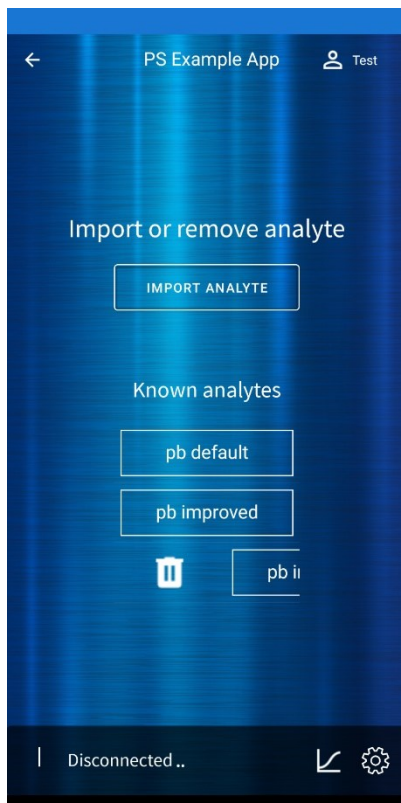 PS Example App
Test
Import or remove analyte
IMPORT ANALYTE
Known analytes
pb default
pb improved
pb
Disconnected ..